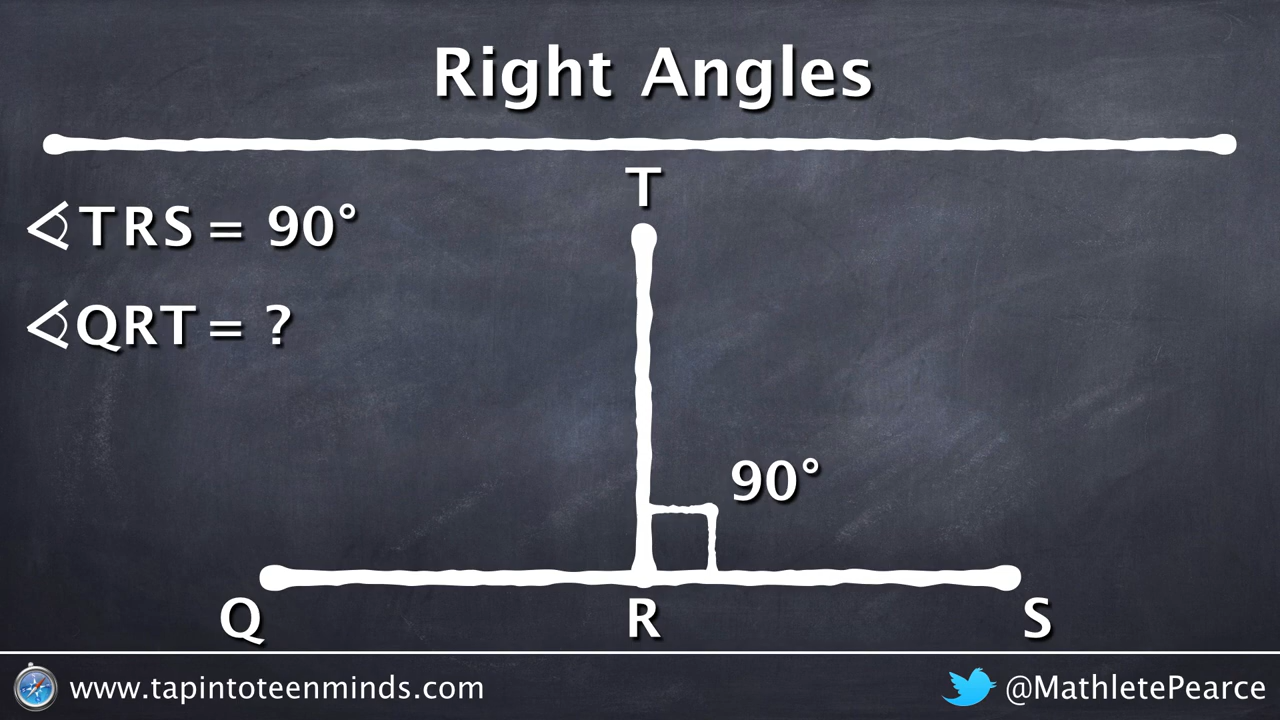 Right Angles
T
∢TRS = 90°
∢QRT = ?
90°
Q R S
www.tapintoteenminds.com
@MathletePearce